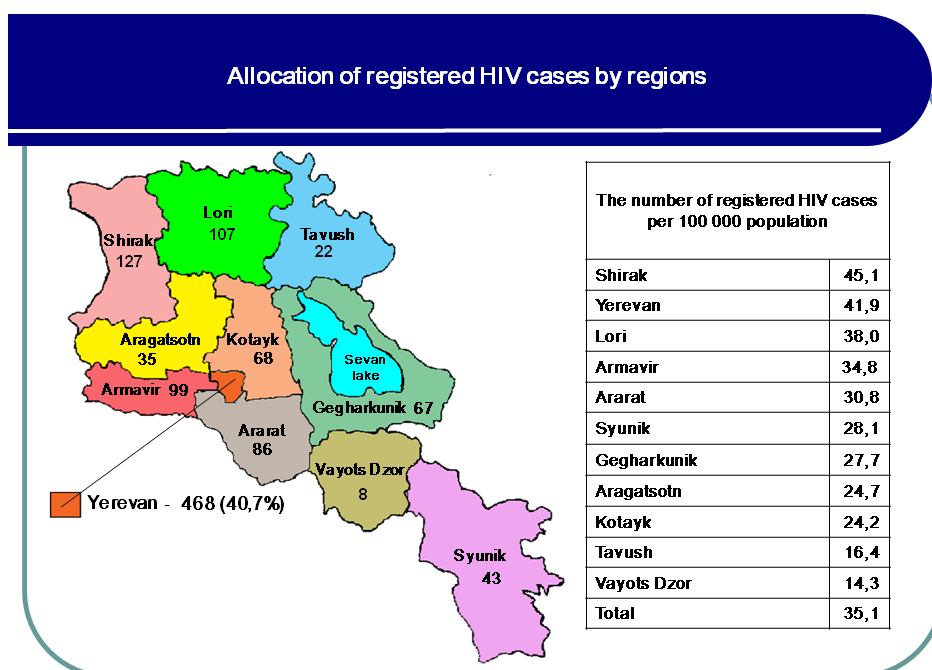 Allocation of registered HIV cases by regions
Lori
107
Shirak
127
Tavush
22
Aragatsotn
35
Kotayk
68
Sevan
lake
Armavir 99
Gegharkunik 67
Ararat
86
Vayots Dzor
8
Yerevan - 468 (40,7%)
Syunik
43
The number of registered HIV cases
per 100 000 population
Shirak 45,1
Yerevan 41,9
Lori 38,0
Armavir 34,8
Ararat 30,8
Syunik 28,1
Gegharkunik 27,7
Aragatsotn 24,7
Kotayk 24,2
Tavush 16,4
Vayots Dzor 14,3
Total 35,1